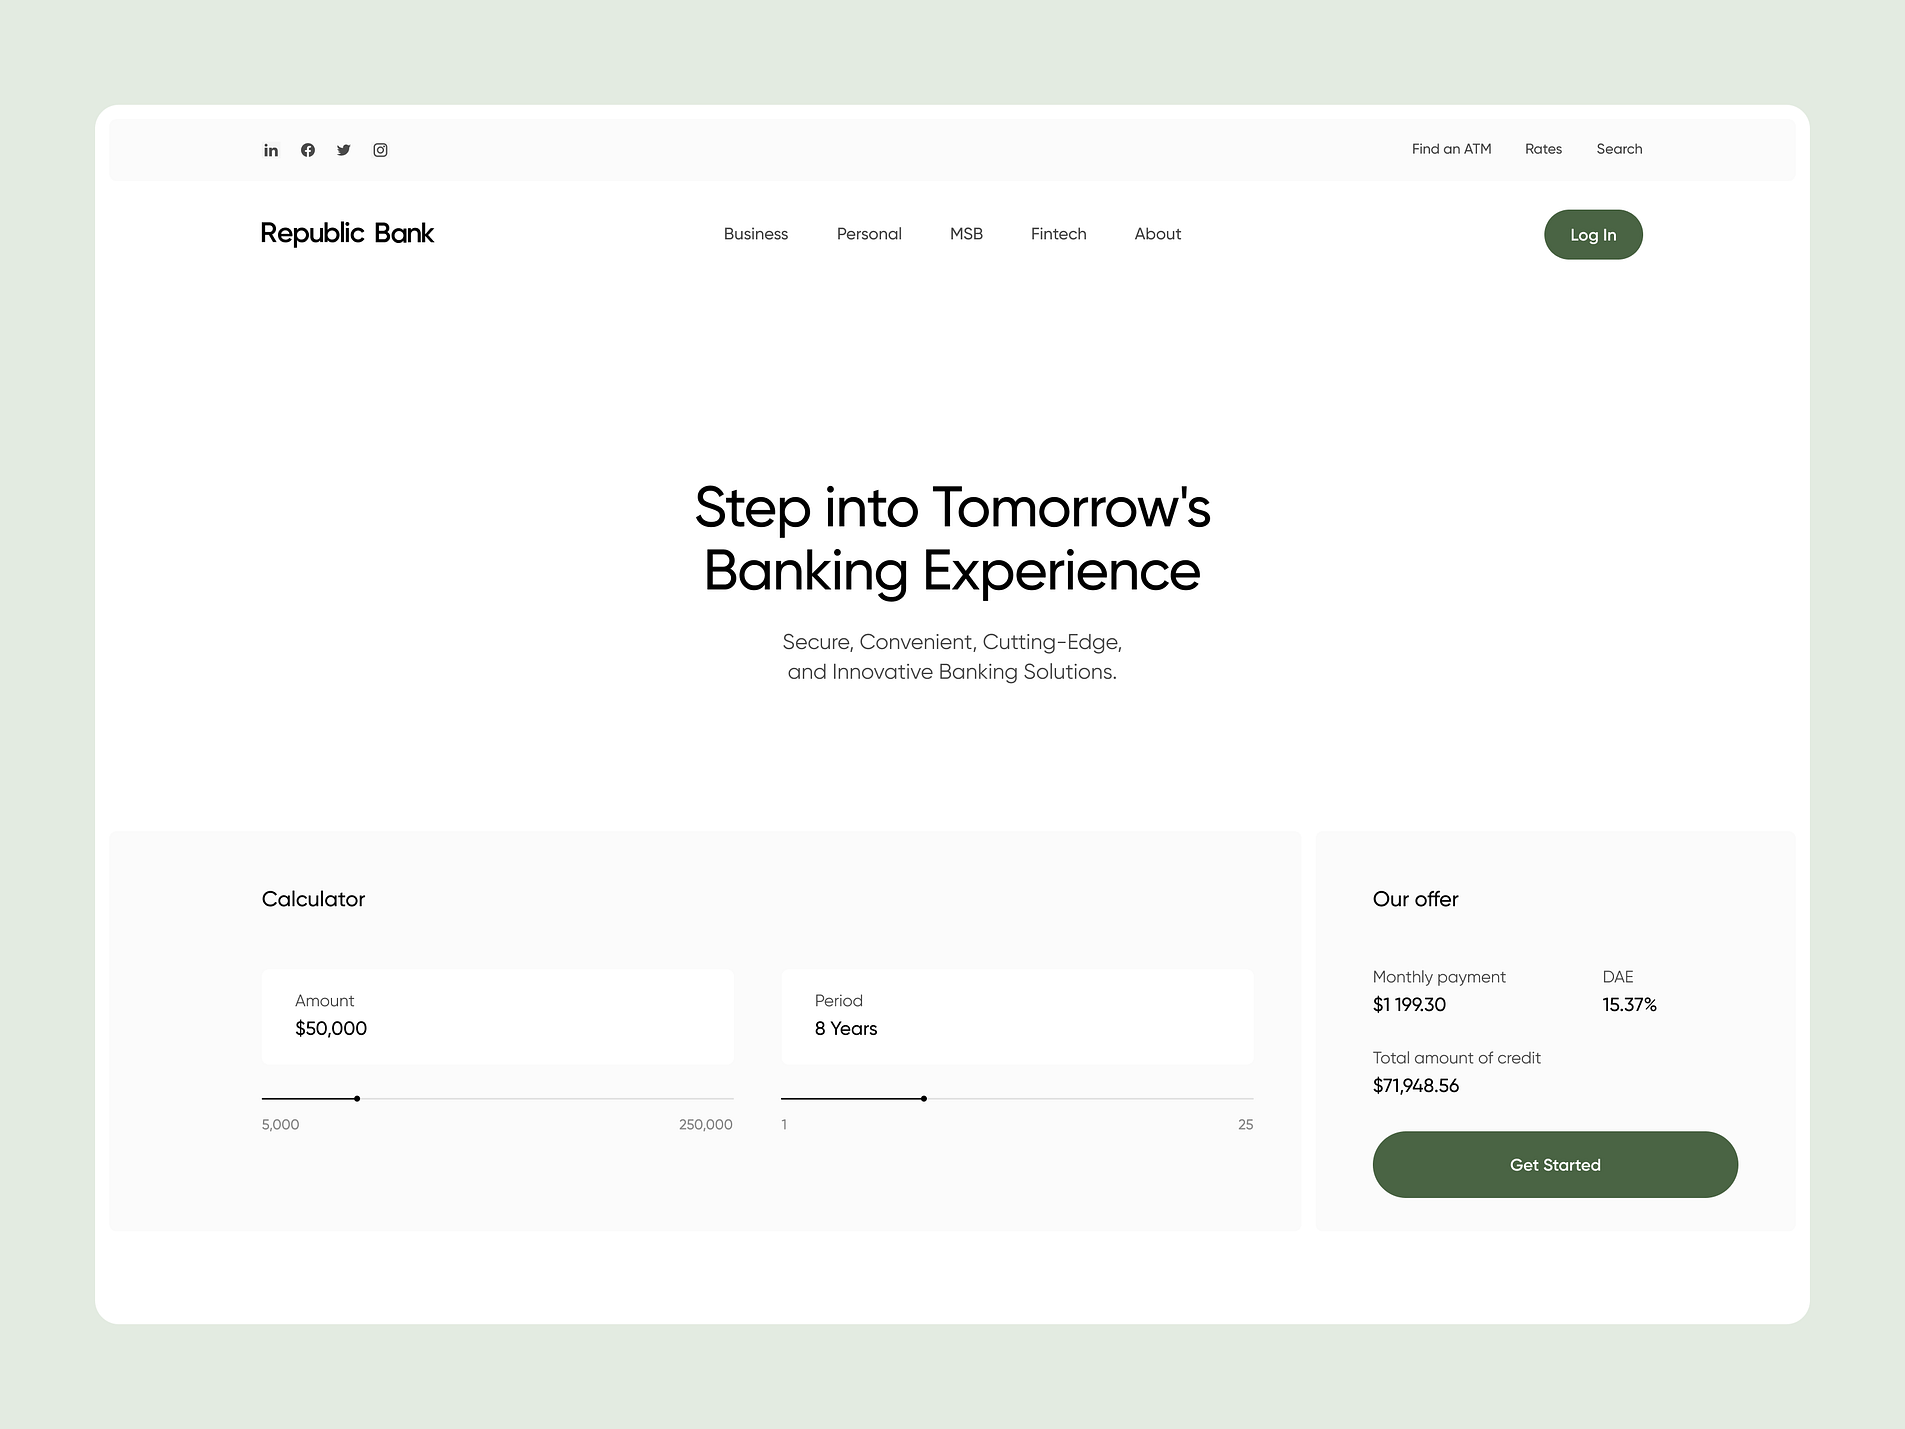 Find an ATM Rates Search
Republic Bank Business Personal MSB Fintech About Log In
Step into Tomorrow's
Banking Experience
Secure, Convenient, Cutting-Edge,
and Innovative Banking Solutions.
Calculator
Amount
$50,000
5,000 250,000
Period
8 Years
1 25
Our offer
Monthly payment
$1 199.30
DAE
15.37%
Total amount of credit
$71,948.56
Get Started